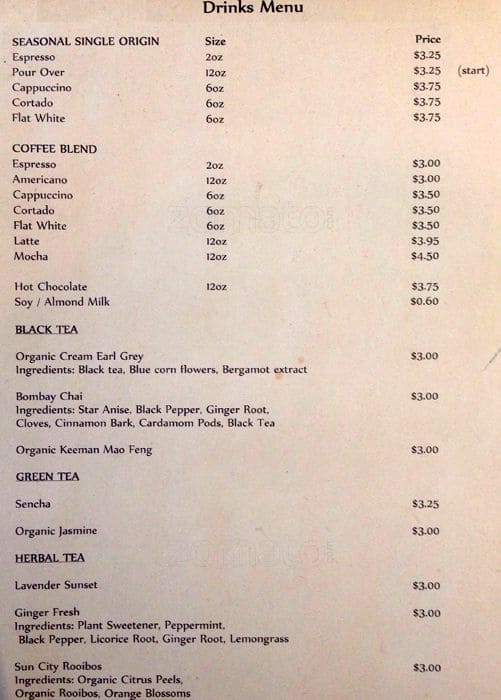 Drinks Menu
SEASONAL SINGLE ORIGIN Size Price
Espresso 2oz $3.25
Pour Over 12oz $3.25 (start)
Cappuccino 6oz $3.75
Cortado 6oz $3.75
Flat White 6oz $3.75
COFFEE BLEND
Espresso 2oz $3.00
Americano 12oz $3.00
Cappuccino 6oz $3.50
Cortado 6oz $3.50
Flat White 6oz $3.50
Latte 12oz $3.95
Mocha 12oz $4.50
Hot Chocolate 12oz $3.75
Soy / Almond Milk $0.60
BLACK TEA
Organic Cream Earl Grey $3.00
Ingredients: Black tea, Blue corn flowers, Bergamot extract
Bombay Chai $3.00
Ingredients: Star Anise, Black Pepper, Ginger Root,
Cloves, Cinnamon Bark, Cardamom Pods, Black Tea
Organic Keeman Mao Feng $3.00
GREEN TEA
Sencha $3.25
Organic Jasmine $3.00
HERBAL TEA
Lavender Sunset $3.00
Ginger Fresh $3.00
Ingredients: Plant Sweetener, Peppermint,
Black Pepper, Licorice Root, Ginger Root, Lemongrass
Sun City Rooibos $3.00
Ingredients: Organic Citrus Peels,
Organic Rooibos, Orange Blossoms